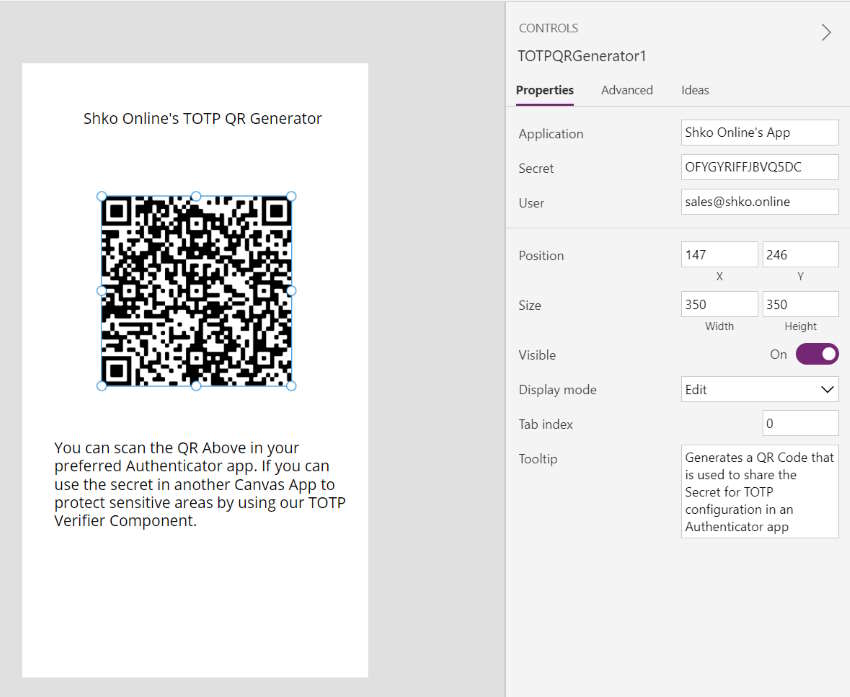 Shko Online's TOTP QR Generator
You can scan the QR Above in your
preferred Authenticator app. If you can
use the secret in another Canvas App to
protect sensitive areas by using our TOTP
Verifier Component.
CONTROLS
TOTPQRGenerator1
Properties Advanced Ideas
Application Shko Online's App
Secret OFYGYRIFFJBVQ5DC
User sales@shko.online
Position 147 246
X Y
Size 350 350
Width Height
Visible On
Display mode Edit
Tab index 0
Tooltip Generates a QR Code that
is used to share the
Secret for TOTP
configuration in an
Authenticator app